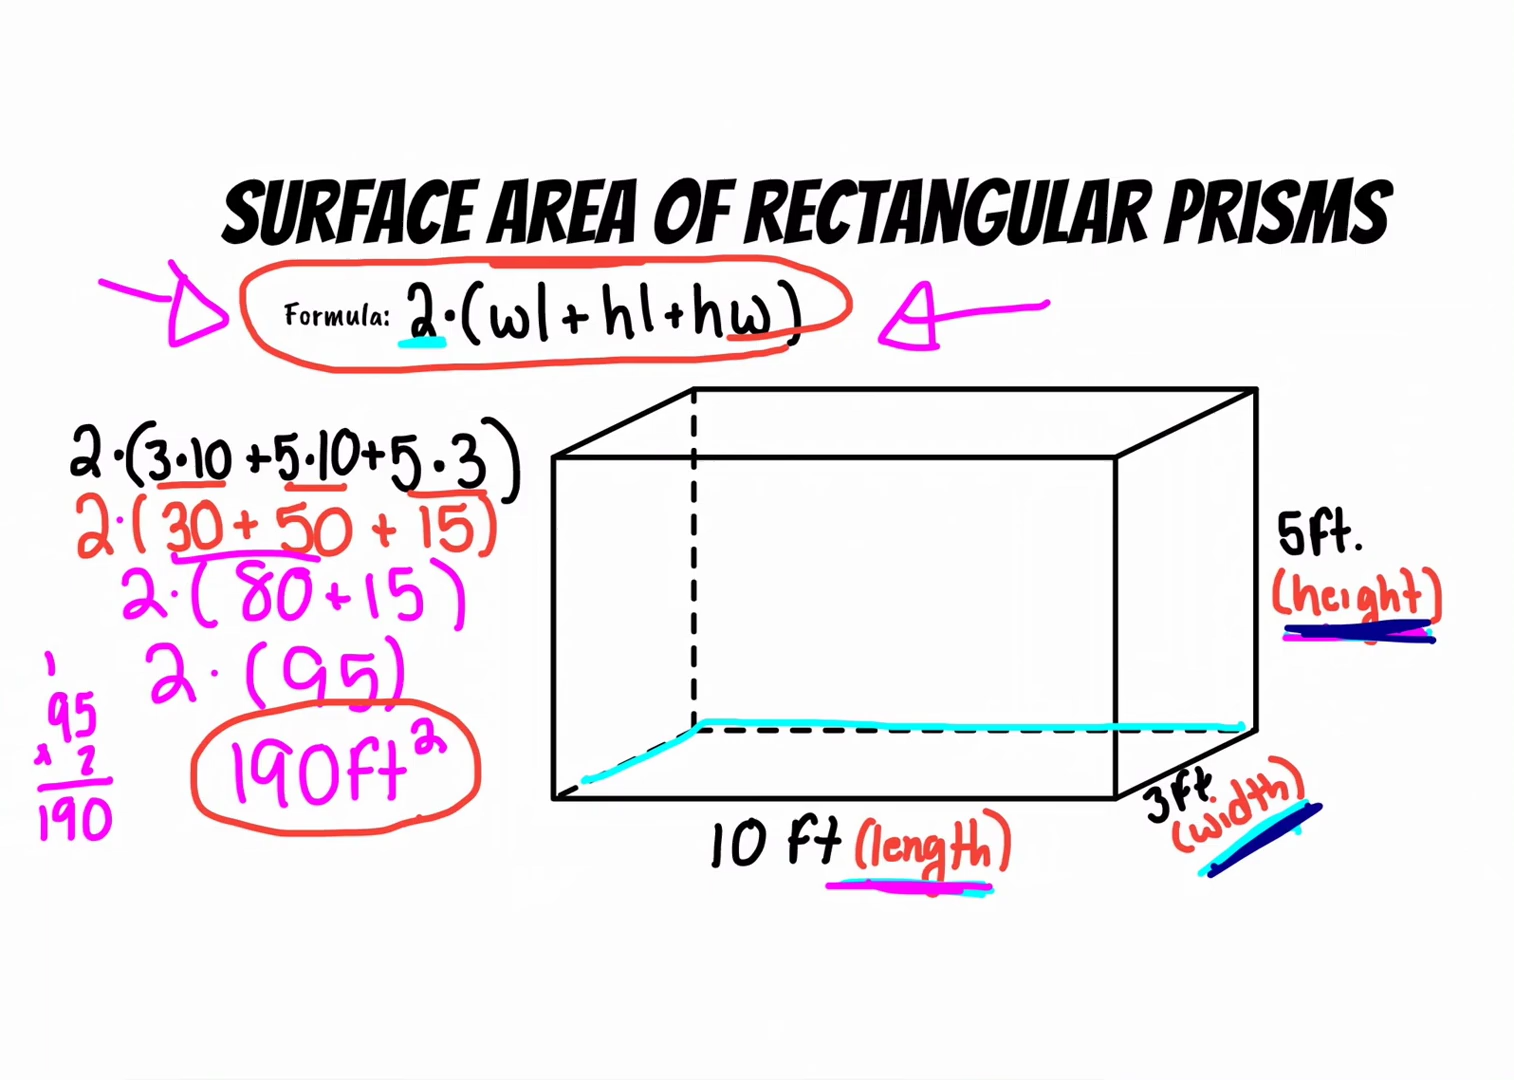 SURFACE AREA OF RECTANGULAR PRISMS
Formula: 2·(wl+hl+hw)
2·(3·10+5·10+5·3)
2·(30+50+15)
2·(80+15)
2·(95)
190ft²
1
95
x 2
190
5ft.
(height)
3ft
(width)
10 ft (length)